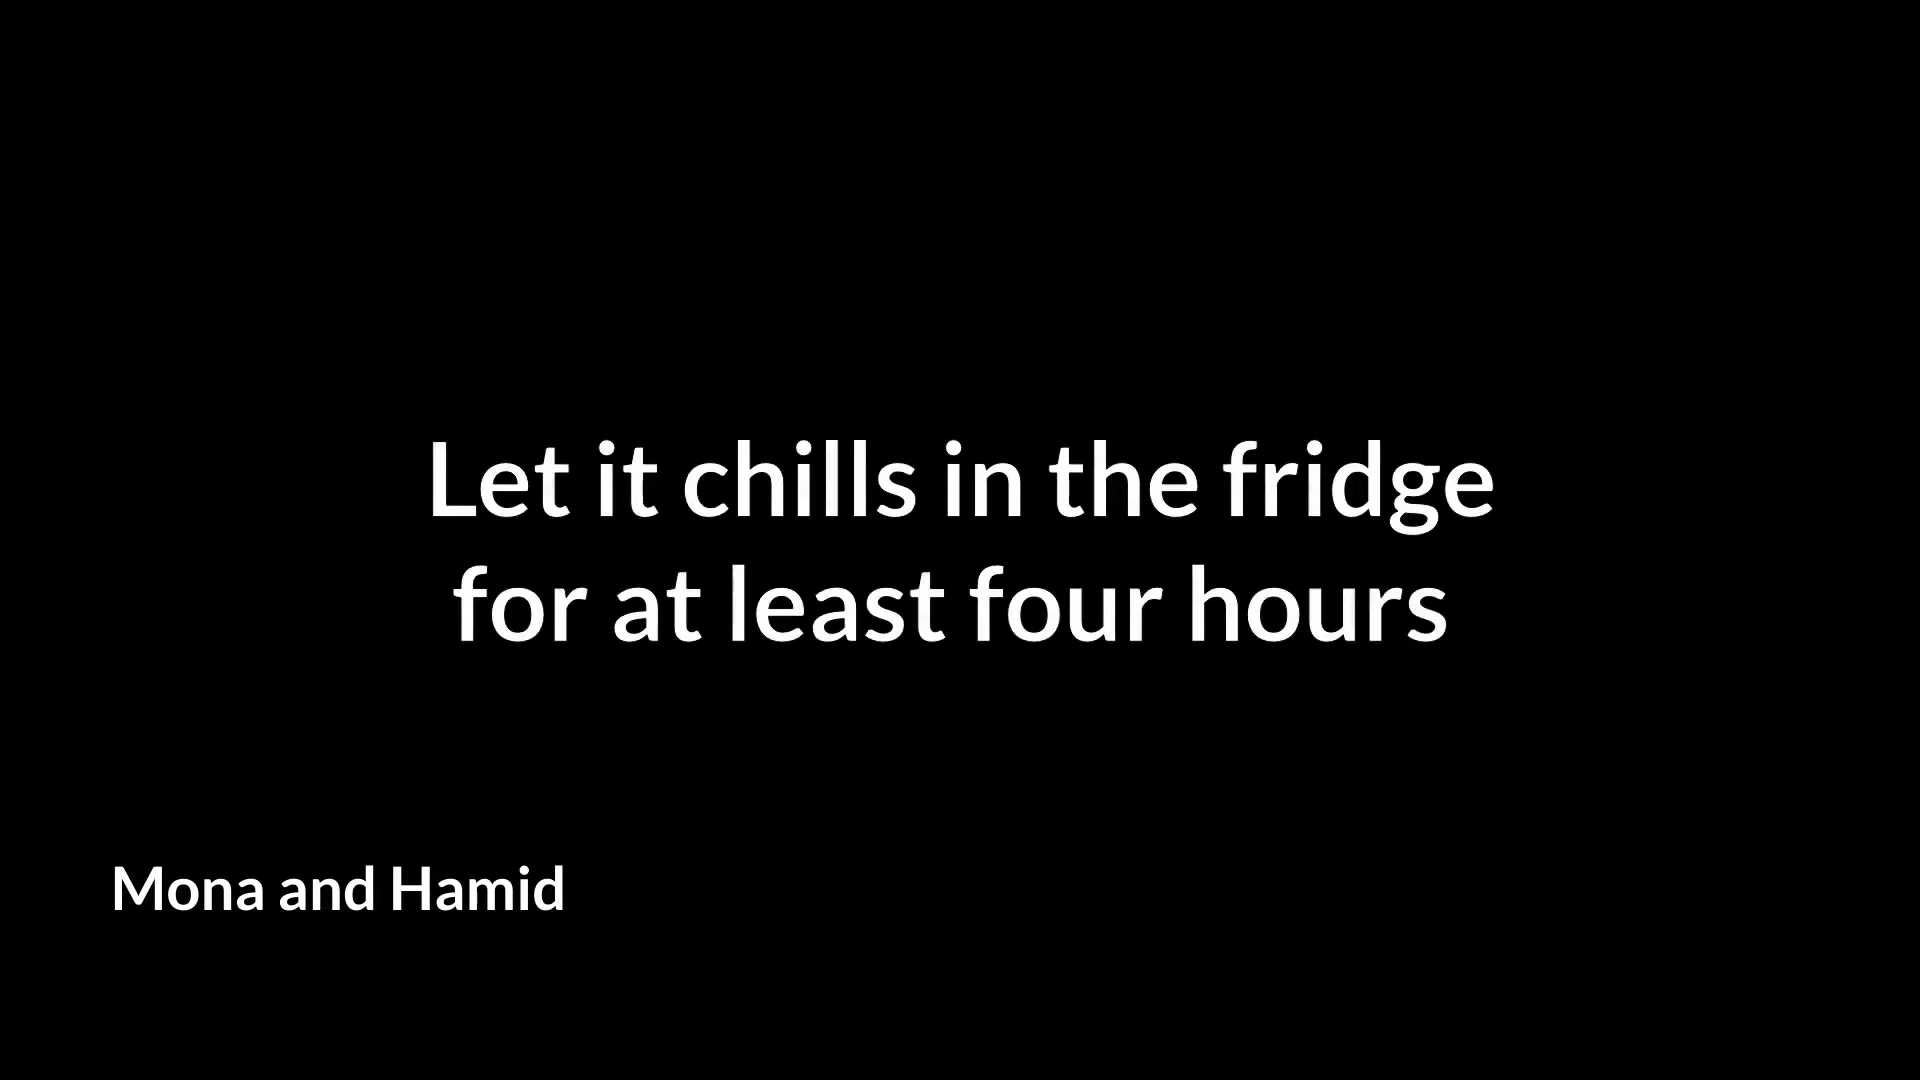 Let it chills in the fridge
for at least four hours
Mona and Hamid